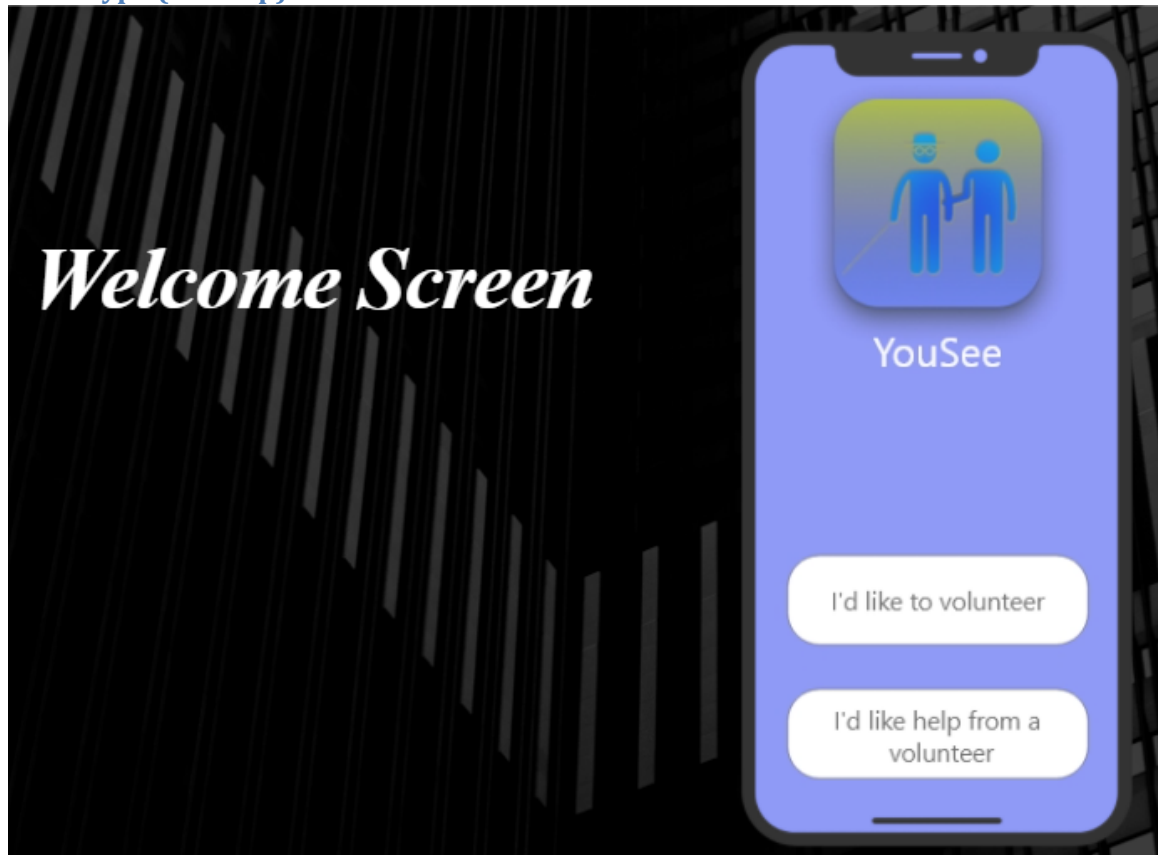 Welcome Screen
YouSee
I'd like to volunteer
I'd like help from a
volunteer